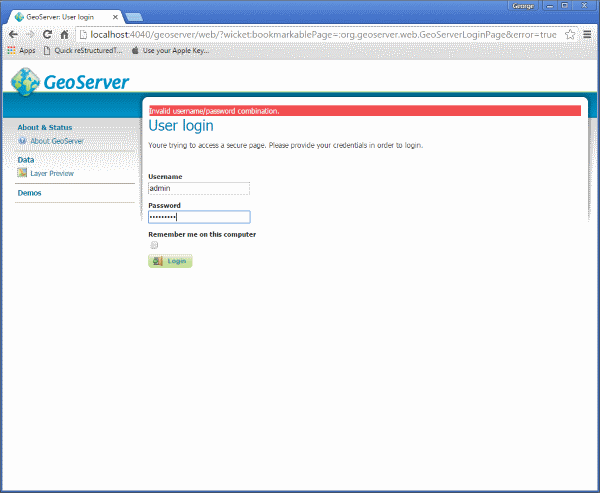 George
GeoServer: User login
localhost:4040/geoserver/web/?wicket:bookmarkablePage=:org.geoserver.web.GeoServerLoginPage&error=true
Apps Quick reStructuredT... Use your Apple Key...
GeoServer
Invalid username/password combination.
User login
Youre trying to access a secure page. Please provide your credentials in order to login.
About & Status
About GeoServer
Data
Layer Preview
Demos
Username
admin
Password
•••••••••
Remember me on this computer
Login